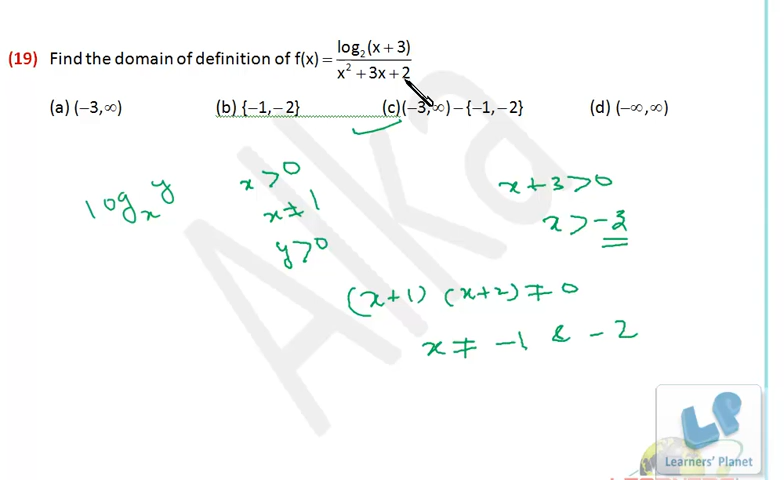 (19) Find the domain of definition of f(x) = log₂(x + 3) / x² + 3x + 2
(a) (−3,∞) (b) {−1,−2} (c) (−3,∞) − {−1,−2} (d) (−∞,∞)
log_x y
x > 0
x ≠ 1
y > 0
x + 3 > 0
x > −3
(x + 1) (x + 2) ≠ 0
x ≠ −1 & −2
Alka
LP
Learners' Planet